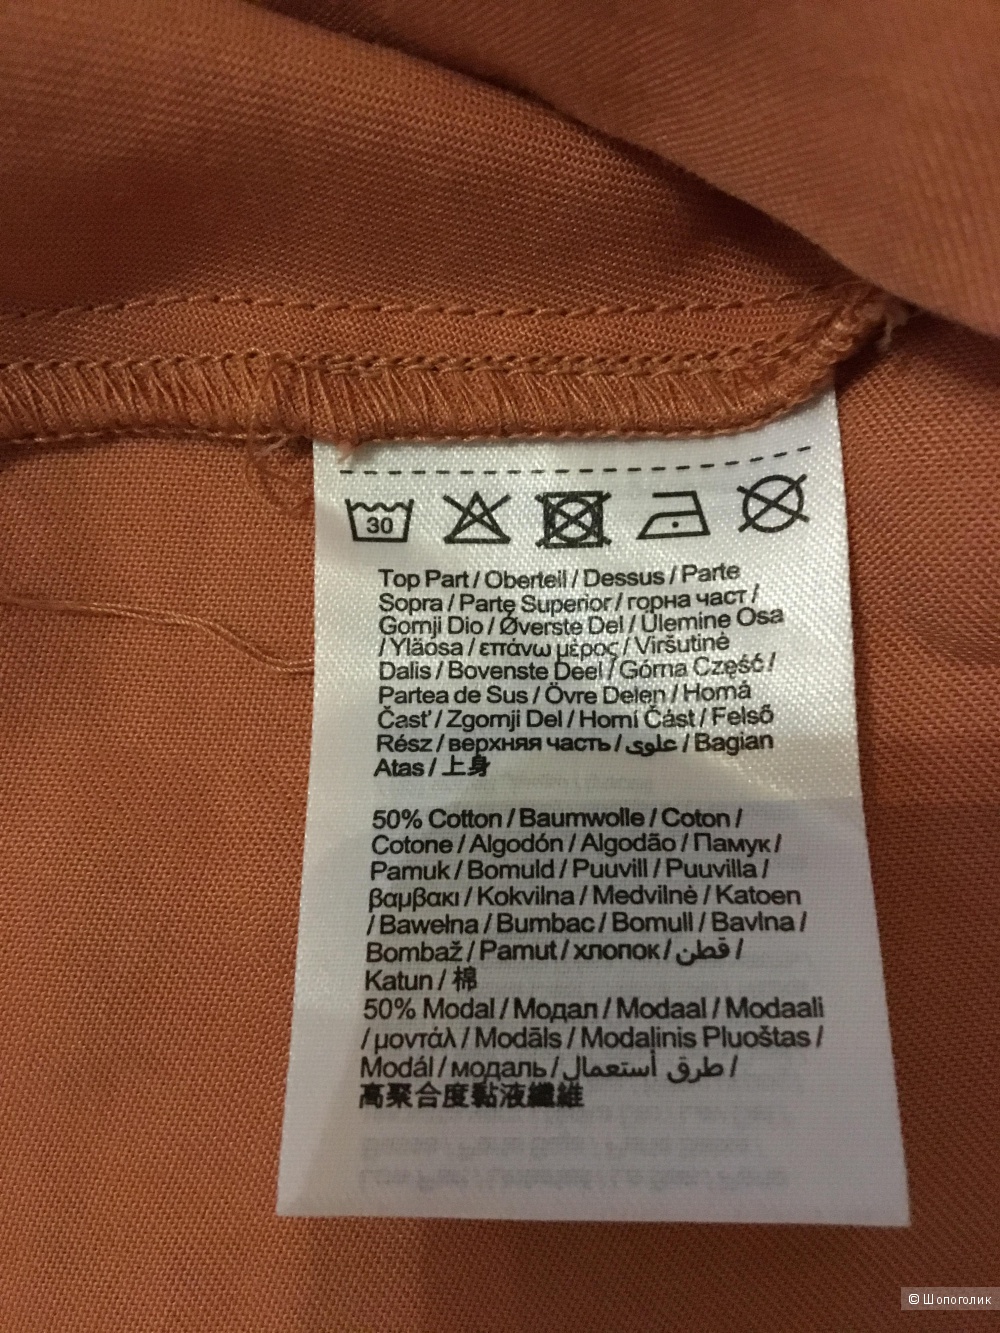 30
Top Part / Oberteil / Dessus / Parte
Sopra / Parte Superior / горна част /
Gornji Dio / Øverste Del / Ülemine Osa
/ Yläosa / επάνω μέρος / Viršutinė
Dalis / Bovenste Deel / Górna Część /
Partea de Sus / Övre Delen / Horná
Časť / Zgornji Del / Horní Část / Felső
Rész / верхняя часть / علوى / Bagian
Atas / 上身
50% Cotton / Baumwolle / Coton /
Cotone / Algodón / Algodão / Памук /
Pamuk / Bomuld / Puuvill / Puuvilla /
βαμβακι / Kokvilna / Medvilnė / Katoen
/ Bawełna / Bumbac / Bomull / Bavlna /
Bombaž / Pamut / хлопок / قطن /
Katun / 棉
50% Modal / Модал / Modaal / Modaali
/ μοντάλ / Modāls / Modalinis Pluoštas /
Modál / модаль / طرق أستعمال /
高聚合度黏液纖維
© Шопоголик